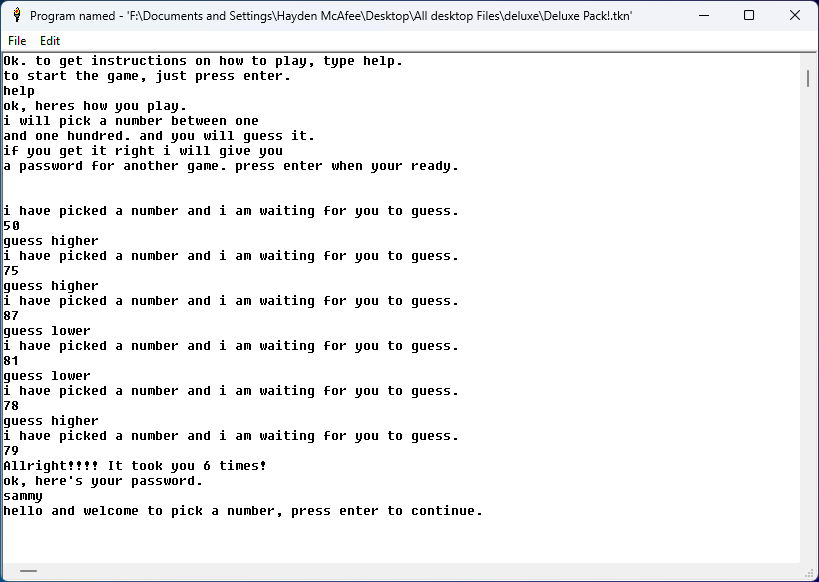 Program named - 'F:\Documents and Settings\Hayden McAfee\Desktop\All desktop Files\deluxe\Deluxe Pack!.tkn'
File Edit
Ok. to get instructions on how to play, type help.
to start the game, just press enter.
help
ok, heres how you play.
i will pick a number between one
and one hundred. and you will guess it.
if you get it right i will give you
a password for another game. press enter when your ready.
i have picked a number and i am waiting for you to guess.
50
guess higher
i have picked a number and i am waiting for you to guess.
75
guess higher
i have picked a number and i am waiting for you to guess.
87
guess lower
i have picked a number and i am waiting for you to guess.
81
guess lower
i have picked a number and i am waiting for you to guess.
78
guess higher
i have picked a number and i am waiting for you to guess.
79
Allright!!!! It took you 6 times!
ok, here's your password.
sammy
hello and welcome to pick a number, press enter to continue.